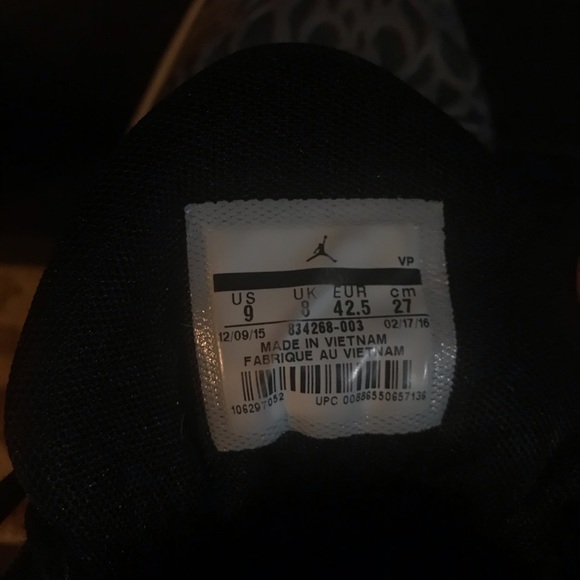 VP
US UK EUR cm
9 8 42.5 27
12/09/15 834268-003 02/17/16
MADE IN VIETNAM
FABRIQUE AU VIETNAM
106297052 UPC 00886550657136